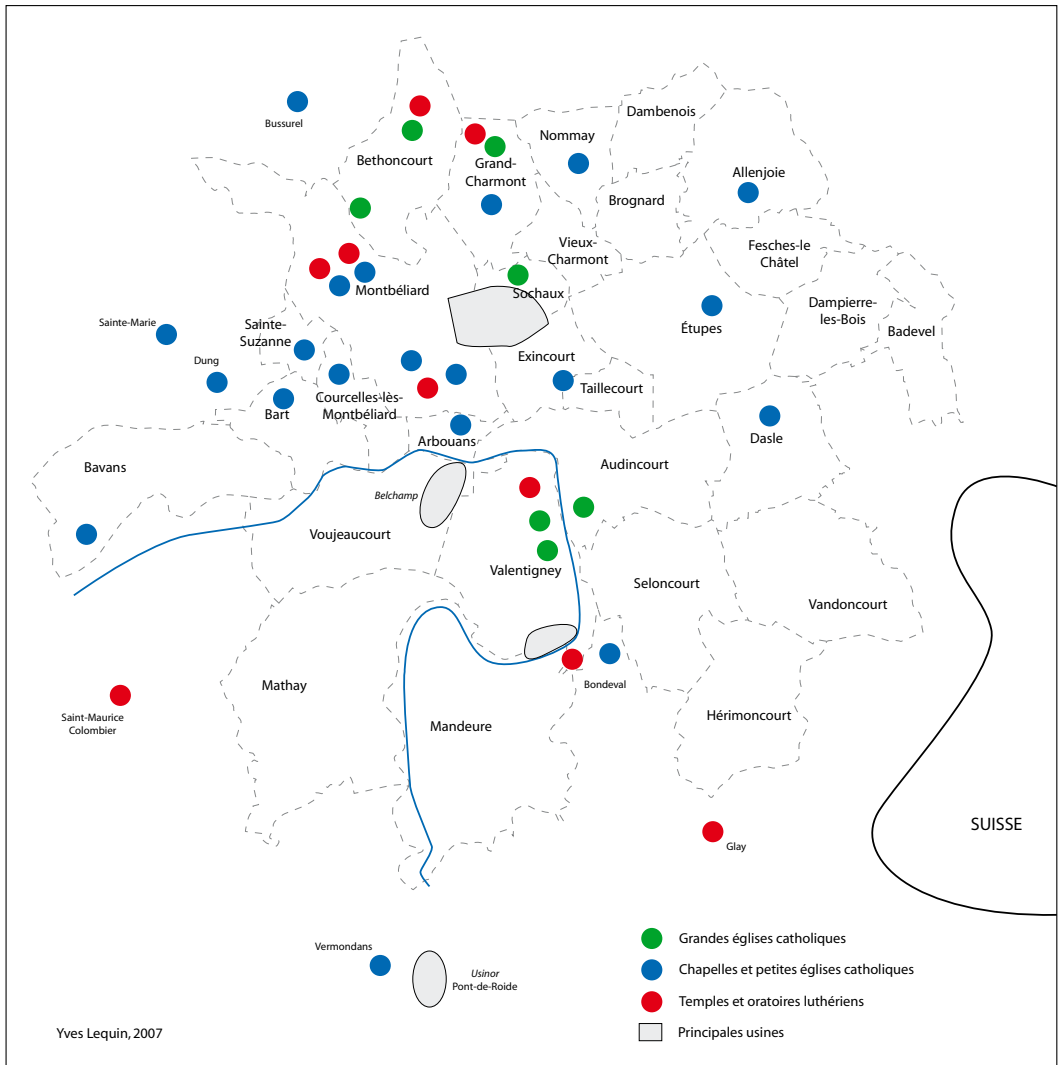 Dambenois
Bussurel
Nommay
Bethoncourt
Grand-
Charmont
Allenjoie
Brognard
Vieux-
Charmont
Fesches-le
Châtel
Montbéliard
Sochaux
Dampierre-
les-Bois
Sainte-Marie
Sainte-
Suzanne
Étupes
Badevel
Dung
Exincourt
Taillecourt
Courcelles-lès-
Montbéliard
Bart
Arbouans
Dasle
Bavans
Audincourt
Belchamp
Voujeaucourt
Valentigney
Seloncourt
Vandoncourt
Mathay
Bondeval
Saint-Maurice
Colombier
Mandeure
Hérimoncourt
SUISSE
Glay
Vermondans
Usinor
Pont-de-Roide
Grandes églises catholiques
Chapelles et petites églises catholiques
Temples et oratoires luthériens
Principales usines
Yves Lequin, 2007